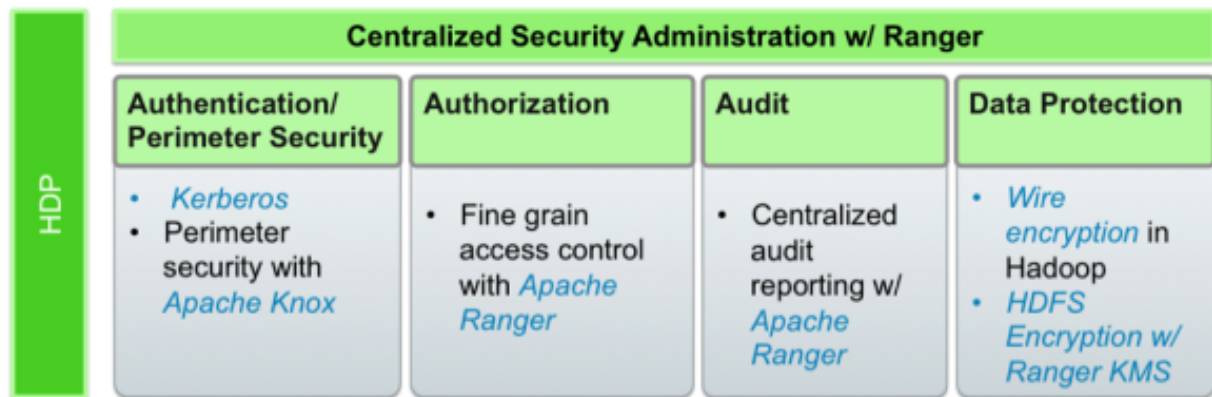 HDP
Centralized Security Administration w/ Ranger
Authentication/
Perimeter Security
• Kerberos
• Perimeter
security with
Apache Knox
Authorization
• Fine grain
access control
with Apache
Ranger
Audit
• Centralized
audit
reporting w/
Apache
Ranger
Data Protection
• Wire
encryption in
Hadoop
• HDFS
Encryption w/
Ranger KMS